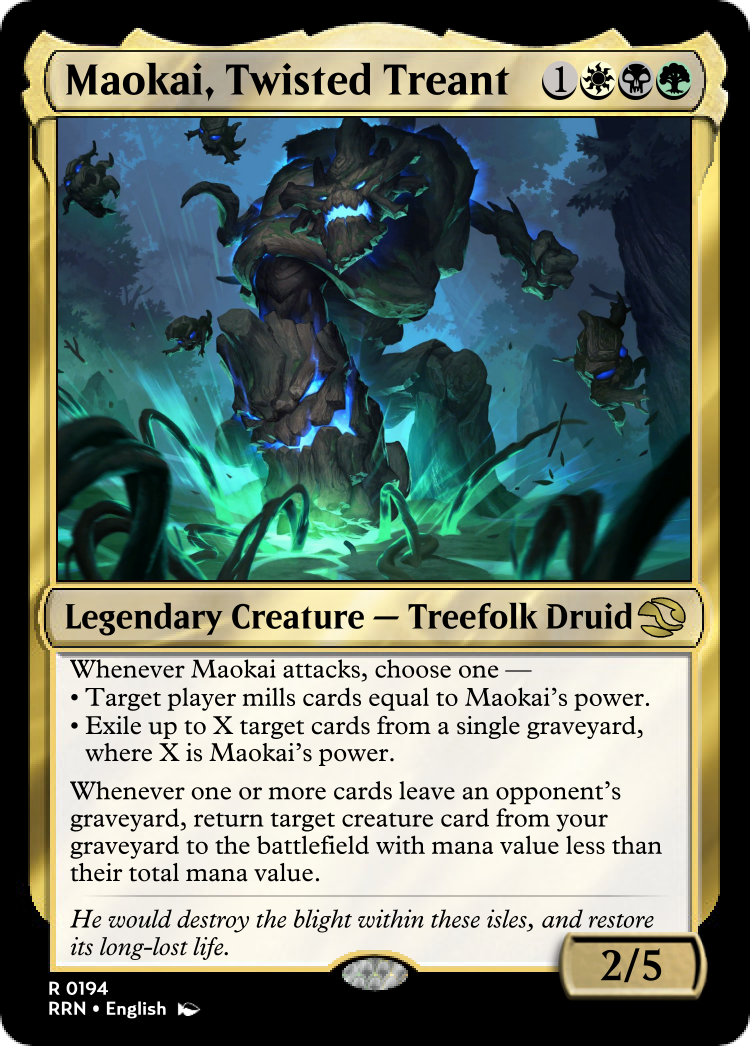 Maokai, Twisted Treant 1
Legendary Creature — Treefolk Druid
Whenever Maokai attacks, choose one —
• Target player mills cards equal to Maokai's power.
• Exile up to X target cards from a single graveyard,
where X is Maokai's power.
Whenever one or more cards leave an opponent's
graveyard, return target creature card from your
graveyard to the battlefield with mana value less than
their total mana value.
He would destroy the blight within these isles, and restore
its long-lost life.
2/5
R 0194
RRN • English